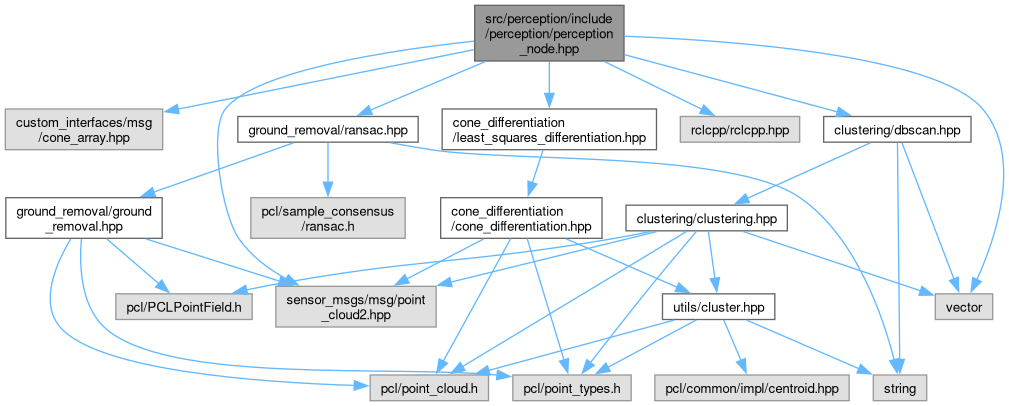 src/perception/include
/perception/perception
_node.hpp
custom_interfaces/msg
/cone_array.hpp
ground_removal/ransac.hpp
cone_differentiation
/least_squares_differentiation.hpp
rclcpp/rclcpp.hpp
clustering/dbscan.hpp
ground_removal/ground
_removal.hpp
pcl/sample_consensus
/ransac.h
cone_differentiation
/cone_differentiation.hpp
clustering/clustering.hpp
pcl/PCLPointField.h
sensor_msgs/msg/point
_cloud2.hpp
utils/cluster.hpp
vector
pcl/point_cloud.h
pcl/point_types.h
pcl/common/impl/centroid.hpp
string